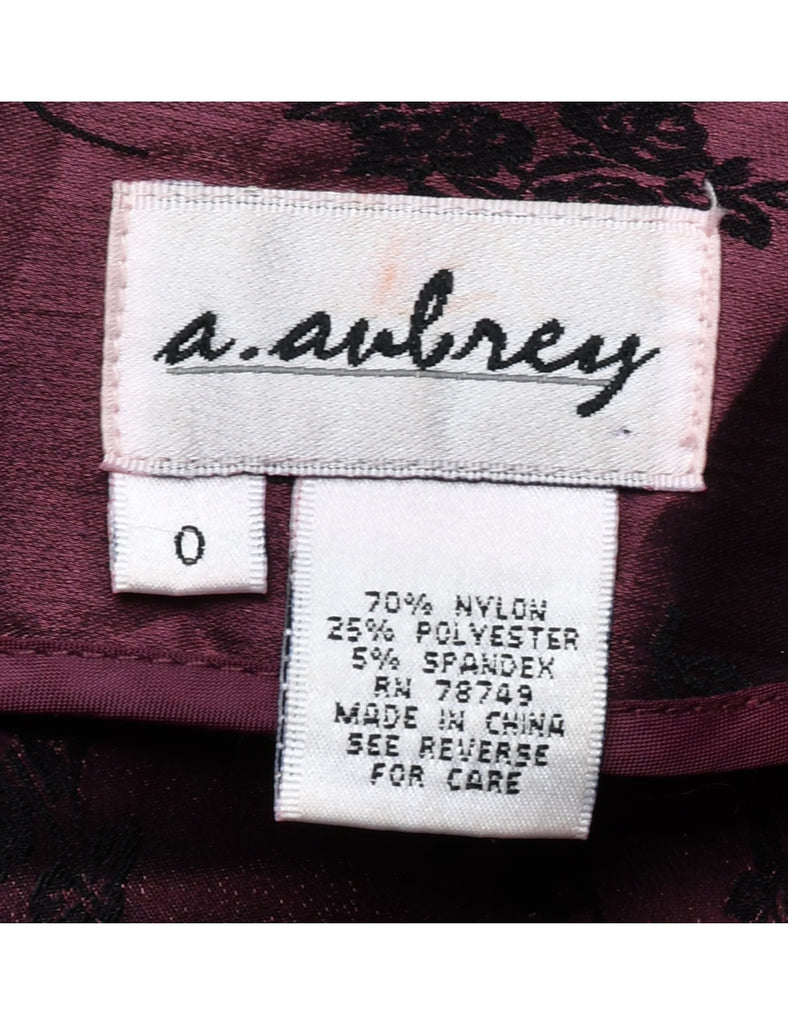 a. aubrey
0
70% NYLON
25% POLYESTER
5% SPANDEX
RN 78749
MADE IN CHINA
SEE REVERSE
FOR CARE